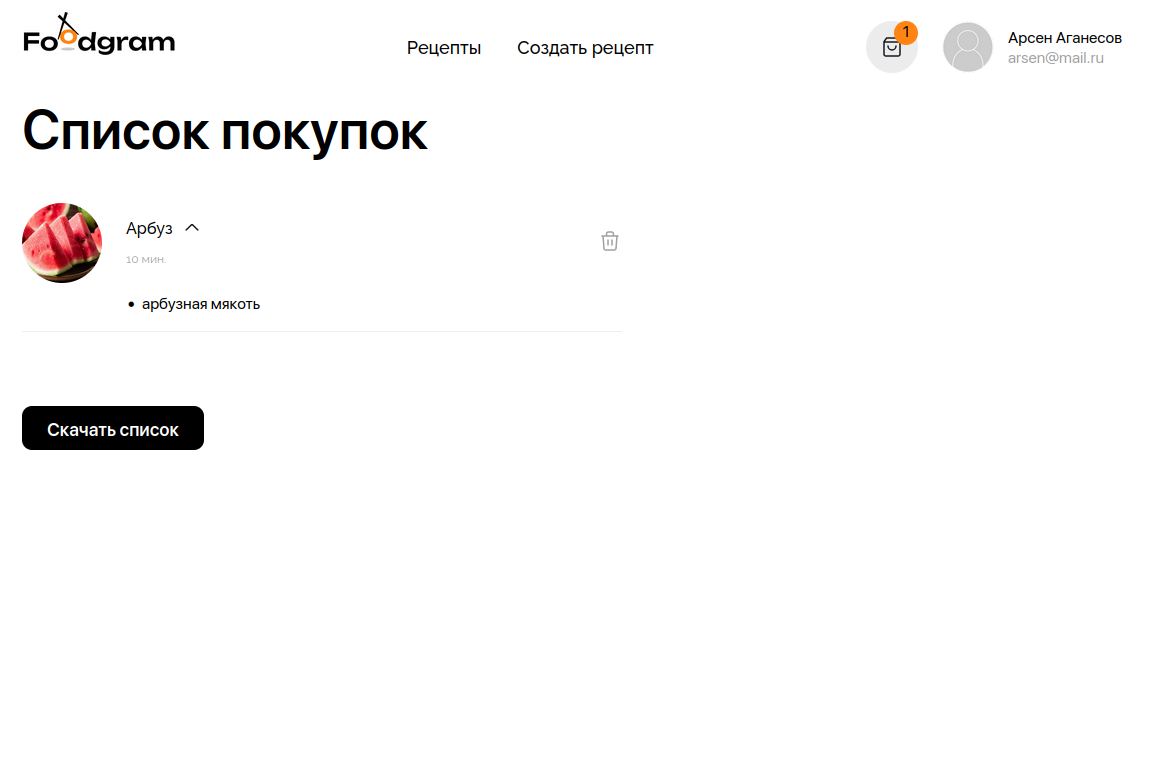 Foodgram
Рецепты
Создать рецепт
1
Арсен Аганесов
arsen@mail.ru
Список покупок
Арбуз
10 мин.
• арбузная мякоть
Скачать список